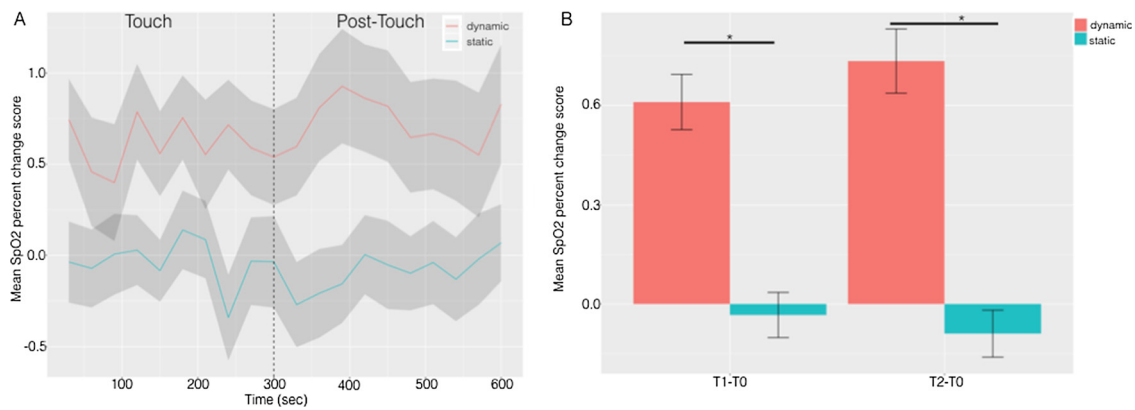 A
Touch
Post-Touch
dynamic
static
Mean SpO2 percent change score
1.0
0.5
0.0
-0.5
100
200
300
400
500
600
Time (sec)
B
*
*
dynamic
static
Mean SpO2 percent change score
0.6
0.3
0.0
T1-T0
T2-T0